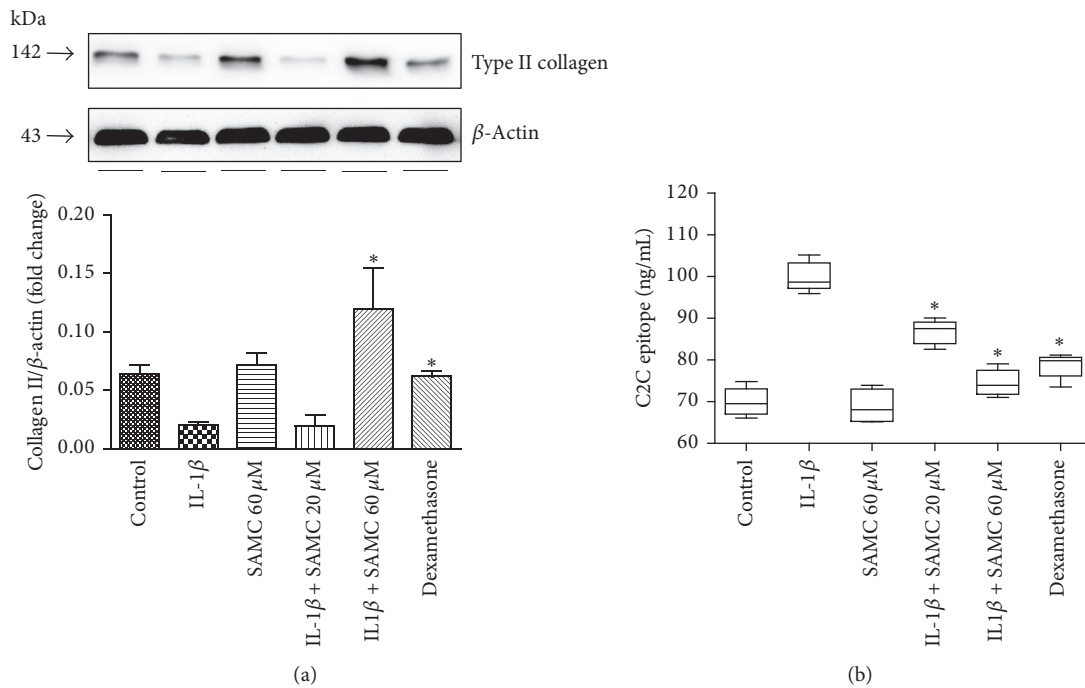 kDa
142 →
Type II collagen
43 →
β-Actin
Collagen II/β-actin (fold change)
0.20
0.15
0.10
0.05
0.00
*
*
Control
IL-1β
SAMC 60 μM
IL-1β + SAMC 20 μM
IL1β + SAMC 60 μM
Dexamethasone
(a)
C2C epitope (ng/mL)
120
110
100
90
80
70
60
*
*
*
Control
IL-1β
SAMC 60 μM
IL-1β + SAMC 20 μM
IL1β + SAMC 60 μM
Dexamethasone
(b)